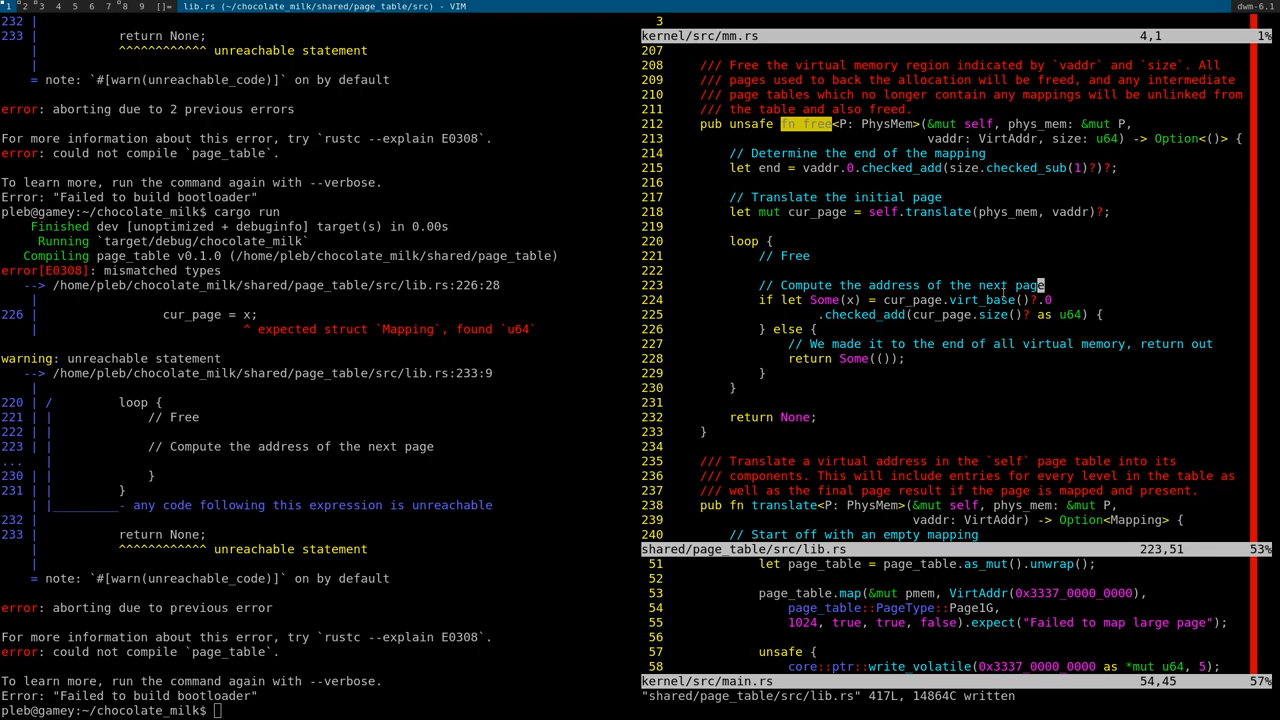 1 2 3 4 5 6 7 8 9 []= lib.rs (~/chocolate_milk/shared/page_table/src) - VIM dwm-6.1
232 |
233 |         return None;
              ^^^^^^^^^^^^ unreachable statement
    |
    = note: `#[warn(unreachable_code)]` on by default

error: aborting due to 2 previous errors

For more information about this error, try `rustc --explain E0308`.
error: could not compile `page_table`.

To learn more, run the command again with --verbose.
Error: "Failed to build bootloader"
pleb@gamey:~/chocolate_milk$ cargo run
    Finished dev [unoptimized + debuginfo] target(s) in 0.00s
     Running `target/debug/chocolate_milk`
   Compiling page_table v0.1.0 (/home/pleb/chocolate_milk/shared/page_table)
error[E0308]: mismatched types
   --> /home/pleb/chocolate_milk/shared/page_table/src/lib.rs:226:28
    |
226 |                 cur_page = x;
                                 ^ expected struct `Mapping`, found `u64`

warning: unreachable statement
   --> /home/pleb/chocolate_milk/shared/page_table/src/lib.rs:233:9
    |
220 | /         loop {
221 | |             // Free
222 | |
223 | |             // Compute the address of the next page
... |
230 | |             }
231 | |         }
    | |_________- any code following this expression is unreachable
232 |
233 |           return None;
                ^^^^^^^^^^^^ unreachable statement
    |
    = note: `#[warn(unreachable_code)]` on by default

error: aborting due to previous error

For more information about this error, try `rustc --explain E0308`.
error: could not compile `page_table`.

To learn more, run the command again with --verbose.
Error: "Failed to build bootloader"
pleb@gamey:~/chocolate_milk$
3
kernel/src/mm.rs 4,1 1%
207
208     /// Free the virtual memory region indicated by `vaddr` and `size`. All
209     /// pages used to back the allocation will be freed, and any intermediate
210     /// page tables which no longer contain any mappings will be unlinked from
211     /// the table and also freed.
212     pub unsafe fn free<P: PhysMem>(&mut self, phys_mem: &mut P,
213                                    vaddr: VirtAddr, size: u64) -> Option<()> {
214         // Determine the end of the mapping
215         let end = vaddr.0.checked_add(size.checked_sub(1)?)?;
216
217         // Translate the initial page
218         let mut cur_page = self.translate(phys_mem, vaddr)?;
219
220         loop {
221             // Free
222
223             // Compute the address of the next page
224             if let Some(x) = cur_page.virt_base()?.0
225                     .checked_add(cur_page.size()? as u64) {
226             } else {
227                 // We made it to the end of all virtual memory, return out
228                 return Some(());
229             }
230         }
231
232         return None;
233     }
234
235     /// Translate a virtual address in the `self` page table into its
236     /// components. This will include entries for every level in the table as
237     /// well as the final page result if the page is mapped and present.
238     pub fn translate<P: PhysMem>(&mut self, phys_mem: &mut P,
239                                  vaddr: VirtAddr) -> Option<Mapping> {
240         // Start off with an empty mapping
shared/page_table/src/lib.rs 223,51 53%
51             let page_table = page_table.as_mut().unwrap();
52
53             page_table.map(&mut pmem, VirtAddr(0x3337_0000_0000),
54                 page_table::PageType::Page1G,
55                 1024, true, true, false).expect("Failed to map large page");
56
57             unsafe {
58                 core::ptr::write_volatile(0x3337_0000_0000 as *mut u64, 5);
kernel/src/main.rs 54,45 57%
"shared/page_table/src/lib.rs" 417L, 14864C written